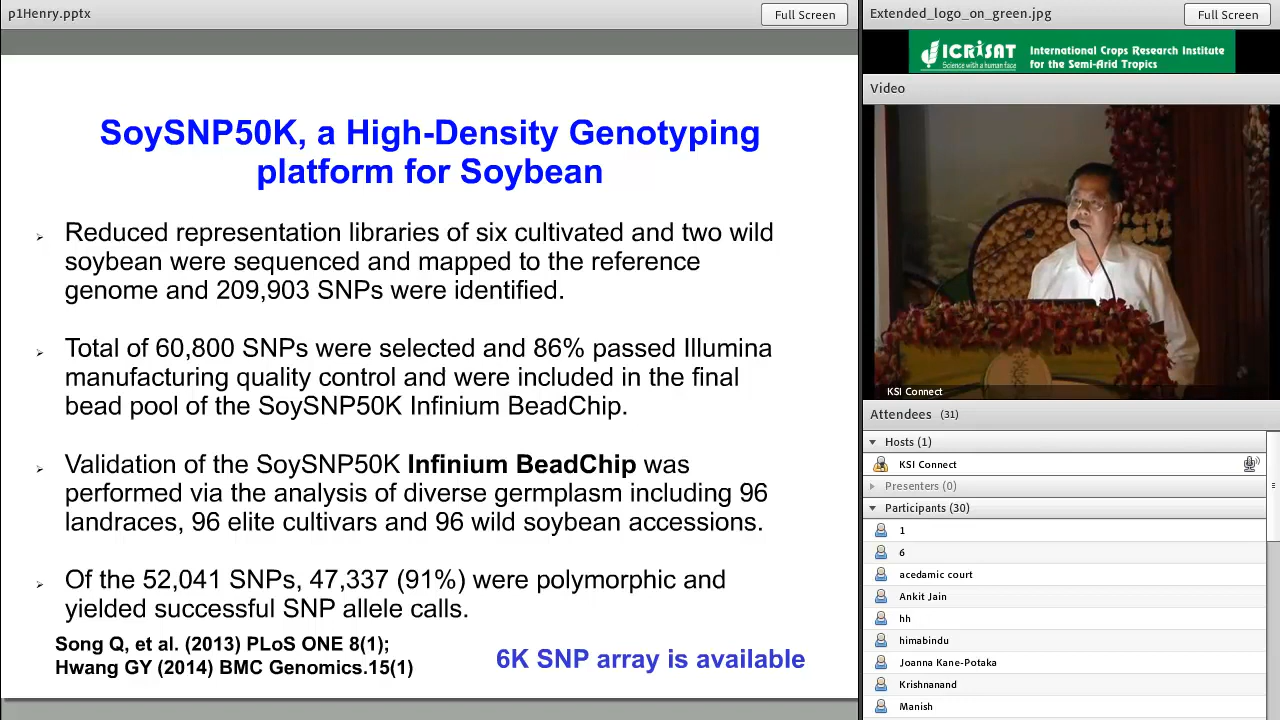 p1Henry.pptx
Full Screen
SoySNP50K, a High-Density Genotyping
platform for Soybean
Reduced representation libraries of six cultivated and two wild
soybean were sequenced and mapped to the reference
genome and 209,903 SNPs were identified.
Total of 60,800 SNPs were selected and 86% passed Illumina
manufacturing quality control and were included in the final
bead pool of the SoySNP50K Infinium BeadChip.
Validation of the SoySNP50K Infinium BeadChip was
performed via the analysis of diverse germplasm including 96
landraces, 96 elite cultivars and 96 wild soybean accessions.
Of the 52,041 SNPs, 47,337 (91%) were polymorphic and
yielded successful SNP allele calls.
Song Q, et al. (2013) PLoS ONE 8(1);
Hwang GY (2014) BMC Genomics.15(1)
6K SNP array is available
Extended_logo_on_green.jpg
Full Screen
ICRISAT
Science with a human face
International Crops Research Institute
for the Semi-Arid Tropics
Video
KSI Connect
Attendees (31)
Hosts (1)
KSI Connect
Presenters (0)
Participants (30)
1
6
acedamic court
Ankit Jain
hh
himabindu
Joanna Kane-Potaka
Krishnanand
Manish